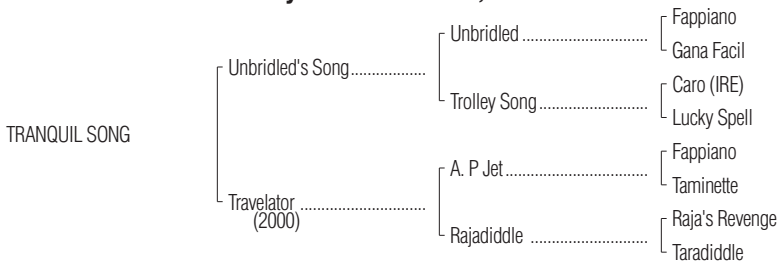 Fappiano
Unbridled
Gana Facil
Unbridled's Song
Caro (IRE)
Trolley Song
Lucky Spell
TRANQUIL SONG
Fappiano
A. P Jet
Taminette
Travelator
(2000)
Raja's Revenge
Rajadiddle
Taradiddle